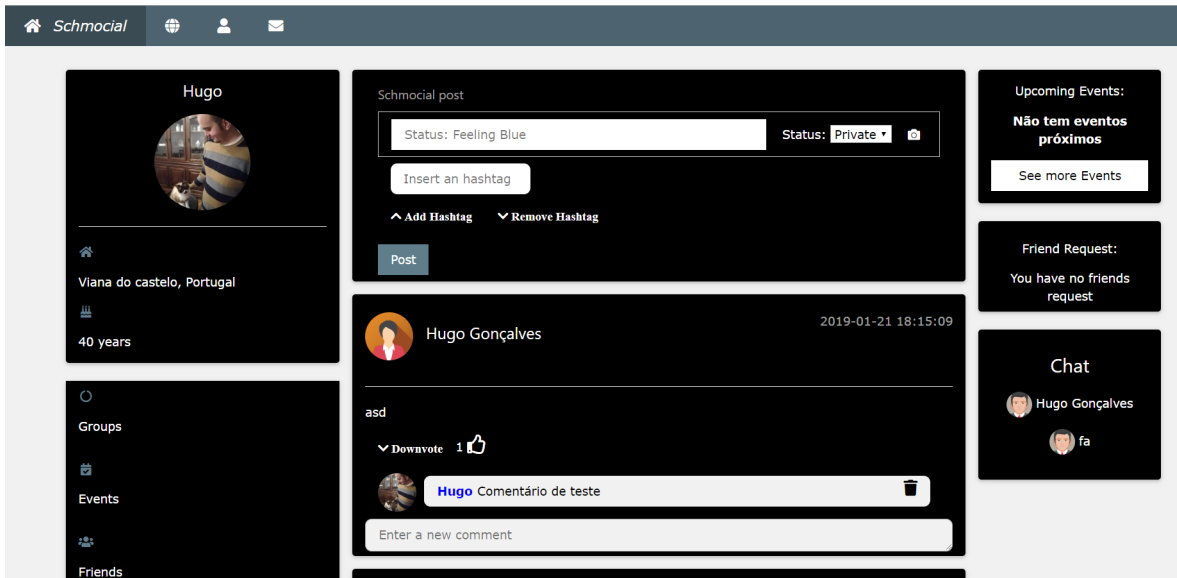 Schmocial
Hugo
Viana do castelo, Portugal
40 years
Groups
Events
Friends
Schmocial post
Status: Feeling Blue
Status: Private
Insert an hashtag
Add Hashtag Remove Hashtag
Post
Hugo Gonçalves
2019-01-21 18:15:09
asd
Downvote 1
Hugo Comentário de teste
Enter a new comment
Upcoming Events:
Não tem eventos
próximos
See more Events
Friend Request:
You have no friends
request
Chat
Hugo Gonçalves
fa